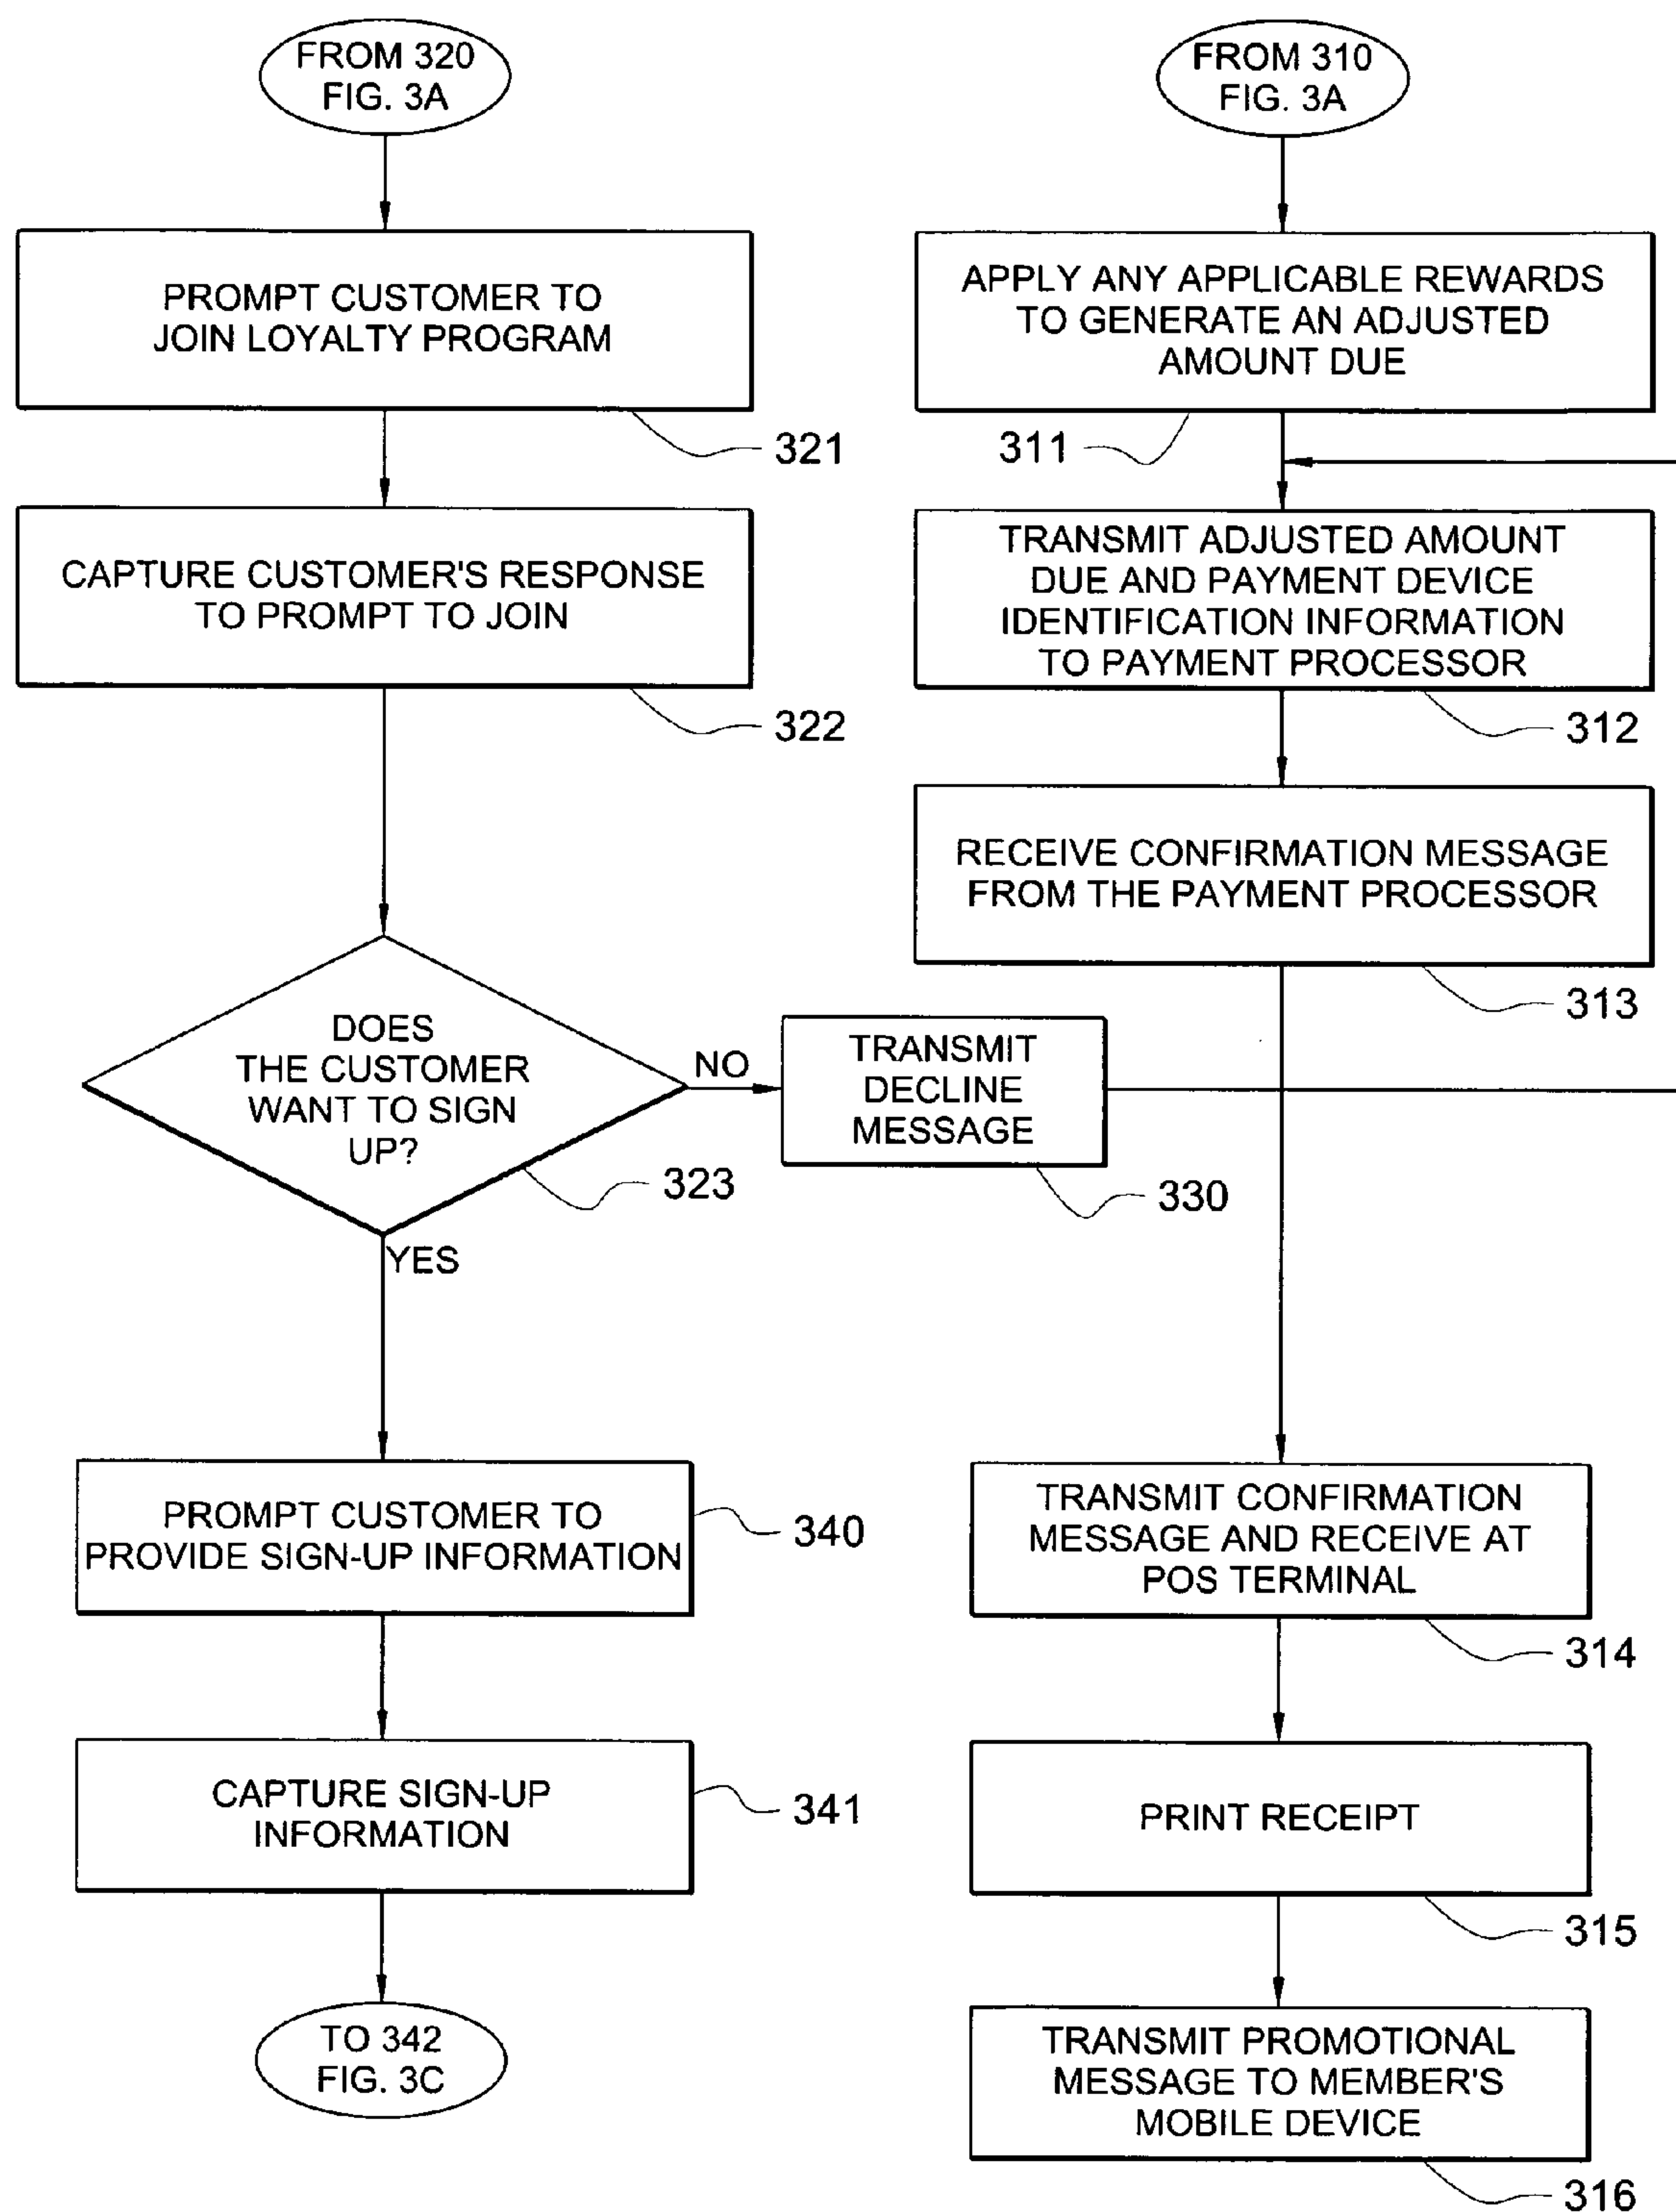 FROM 320
FIG. 3A
PROMPT CUSTOMER TO
JOIN LOYALTY PROGRAM
321
CAPTURE CUSTOMER'S RESPONSE
TO PROMPT TO JOIN
322
DOES
THE CUSTOMER
WANT TO SIGN
UP?
323
NO
TRANSMIT
DECLINE
MESSAGE
330
YES
PROMPT CUSTOMER TO
PROVIDE SIGN-UP INFORMATION
340
CAPTURE SIGN-UP
INFORMATION
341
TO 342
FIG. 3C
FROM 310
FIG. 3A
APPLY ANY APPLICABLE REWARDS
TO GENERATE AN ADJUSTED
AMOUNT DUE
311
TRANSMIT ADJUSTED AMOUNT
DUE AND PAYMENT DEVICE
IDENTIFICATION INFORMATION
TO PAYMENT PROCESSOR
312
RECEIVE CONFIRMATION MESSAGE
FROM THE PAYMENT PROCESSOR
313
TRANSMIT CONFIRMATION
MESSAGE AND RECEIVE AT
POS TERMINAL
314
PRINT RECEIPT
315
TRANSMIT PROMOTIONAL
MESSAGE TO MEMBER'S
MOBILE DEVICE
316